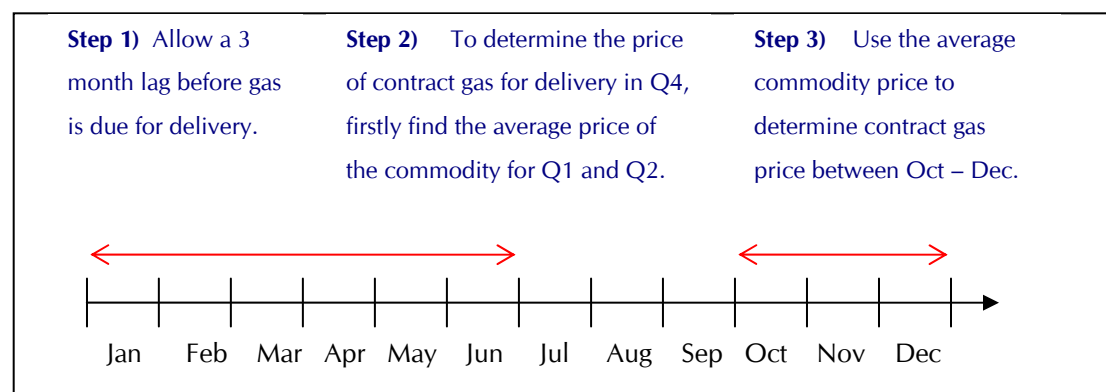 Step 1) Allow a 3
month lag before gas
is due for delivery.
Step 2) To determine the price
of contract gas for delivery in Q4,
firstly find the average price of
the commodity for Q1 and Q2.
Step 3) Use the average
commodity price to
determine contract gas
price between Oct – Dec.
Jan Feb Mar Apr May Jun Jul Aug Sep Oct Nov Dec